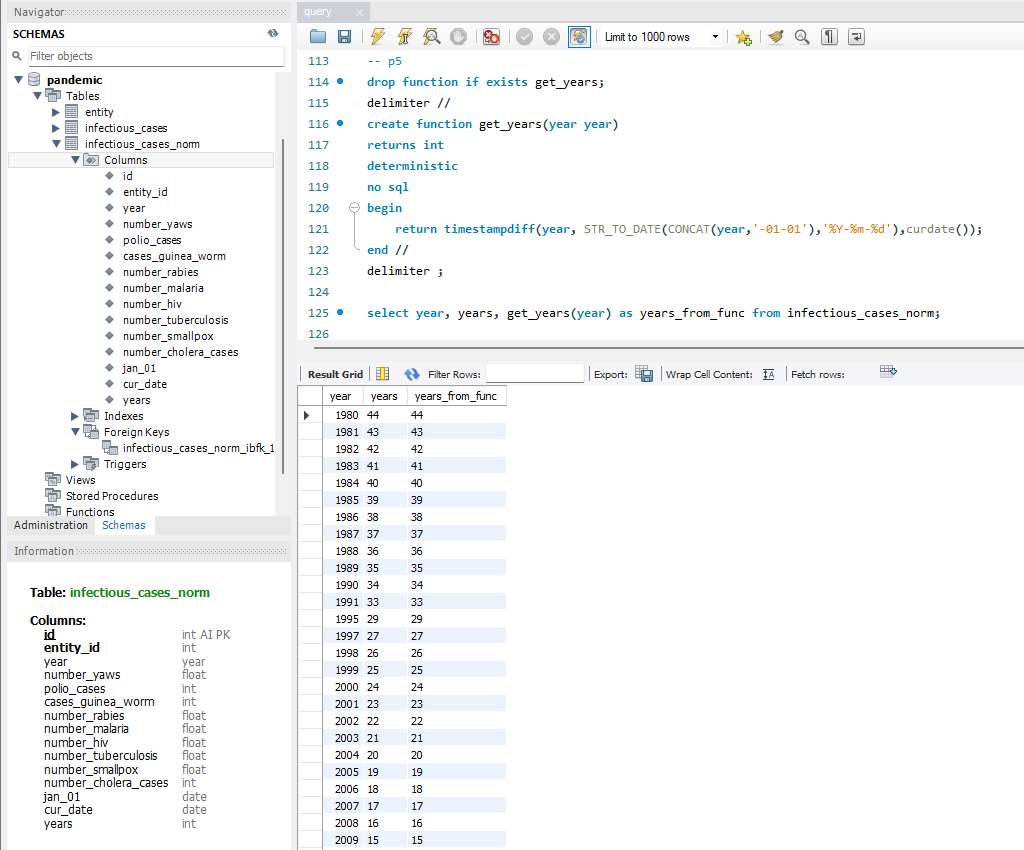 Navigator
SCHEMAS
Filter objects
pandemic
Tables
entity
infectious_cases
infectious_cases_norm
Columns
id
entity_id
year
number_yaws
polio_cases
cases_guinea_worm
number_rabies
number_malaria
number_hiv
number_tuberculosis
number_smallpox
number_cholera_cases
jan_01
cur_date
years
Indexes
Foreign Keys
infectious_cases_norm_ibfk_1
Triggers
Views
Stored Procedures
Functions
Administration Schemas
Information
Table: infectious_cases_norm
Columns:
id int AI PK
entity_id int
year year
number_yaws float
polio_cases int
cases_guinea_worm int
number_rabies float
number_malaria float
number_hiv float
number_tuberculosis float
number_smallpox float
number_cholera_cases int
jan_01 date
cur_date date
years int
query
Limit to 1000 rows
113 -- p5
114 drop function if exists get_years;
115 delimiter //
116 create function get_years(year year)
117 returns int
118 deterministic
119 no sql
120 begin
121 return timestampdiff(year, STR_TO_DATE(CONCAT(year,'-01-01'),'%Y-%m-%d'),curdate());
122 end //
123 delimiter ;
124
125 select year, years, get_years(year) as years_from_func from infectious_cases_norm;
126
Result Grid Filter Rows: Export: Wrap Cell Content: Fetch rows:
year years years_from_func
1980 44 44
1981 43 43
1982 42 42
1983 41 41
1984 40 40
1985 39 39
1986 38 38
1987 37 37
1988 36 36
1989 35 35
1990 34 34
1991 33 33
1995 29 29
1997 27 27
1998 26 26
1999 25 25
2000 24 24
2001 23 23
2002 22 22
2003 21 21
2004 20 20
2005 19 19
2006 18 18
2007 17 17
2008 16 16
2009 15 15